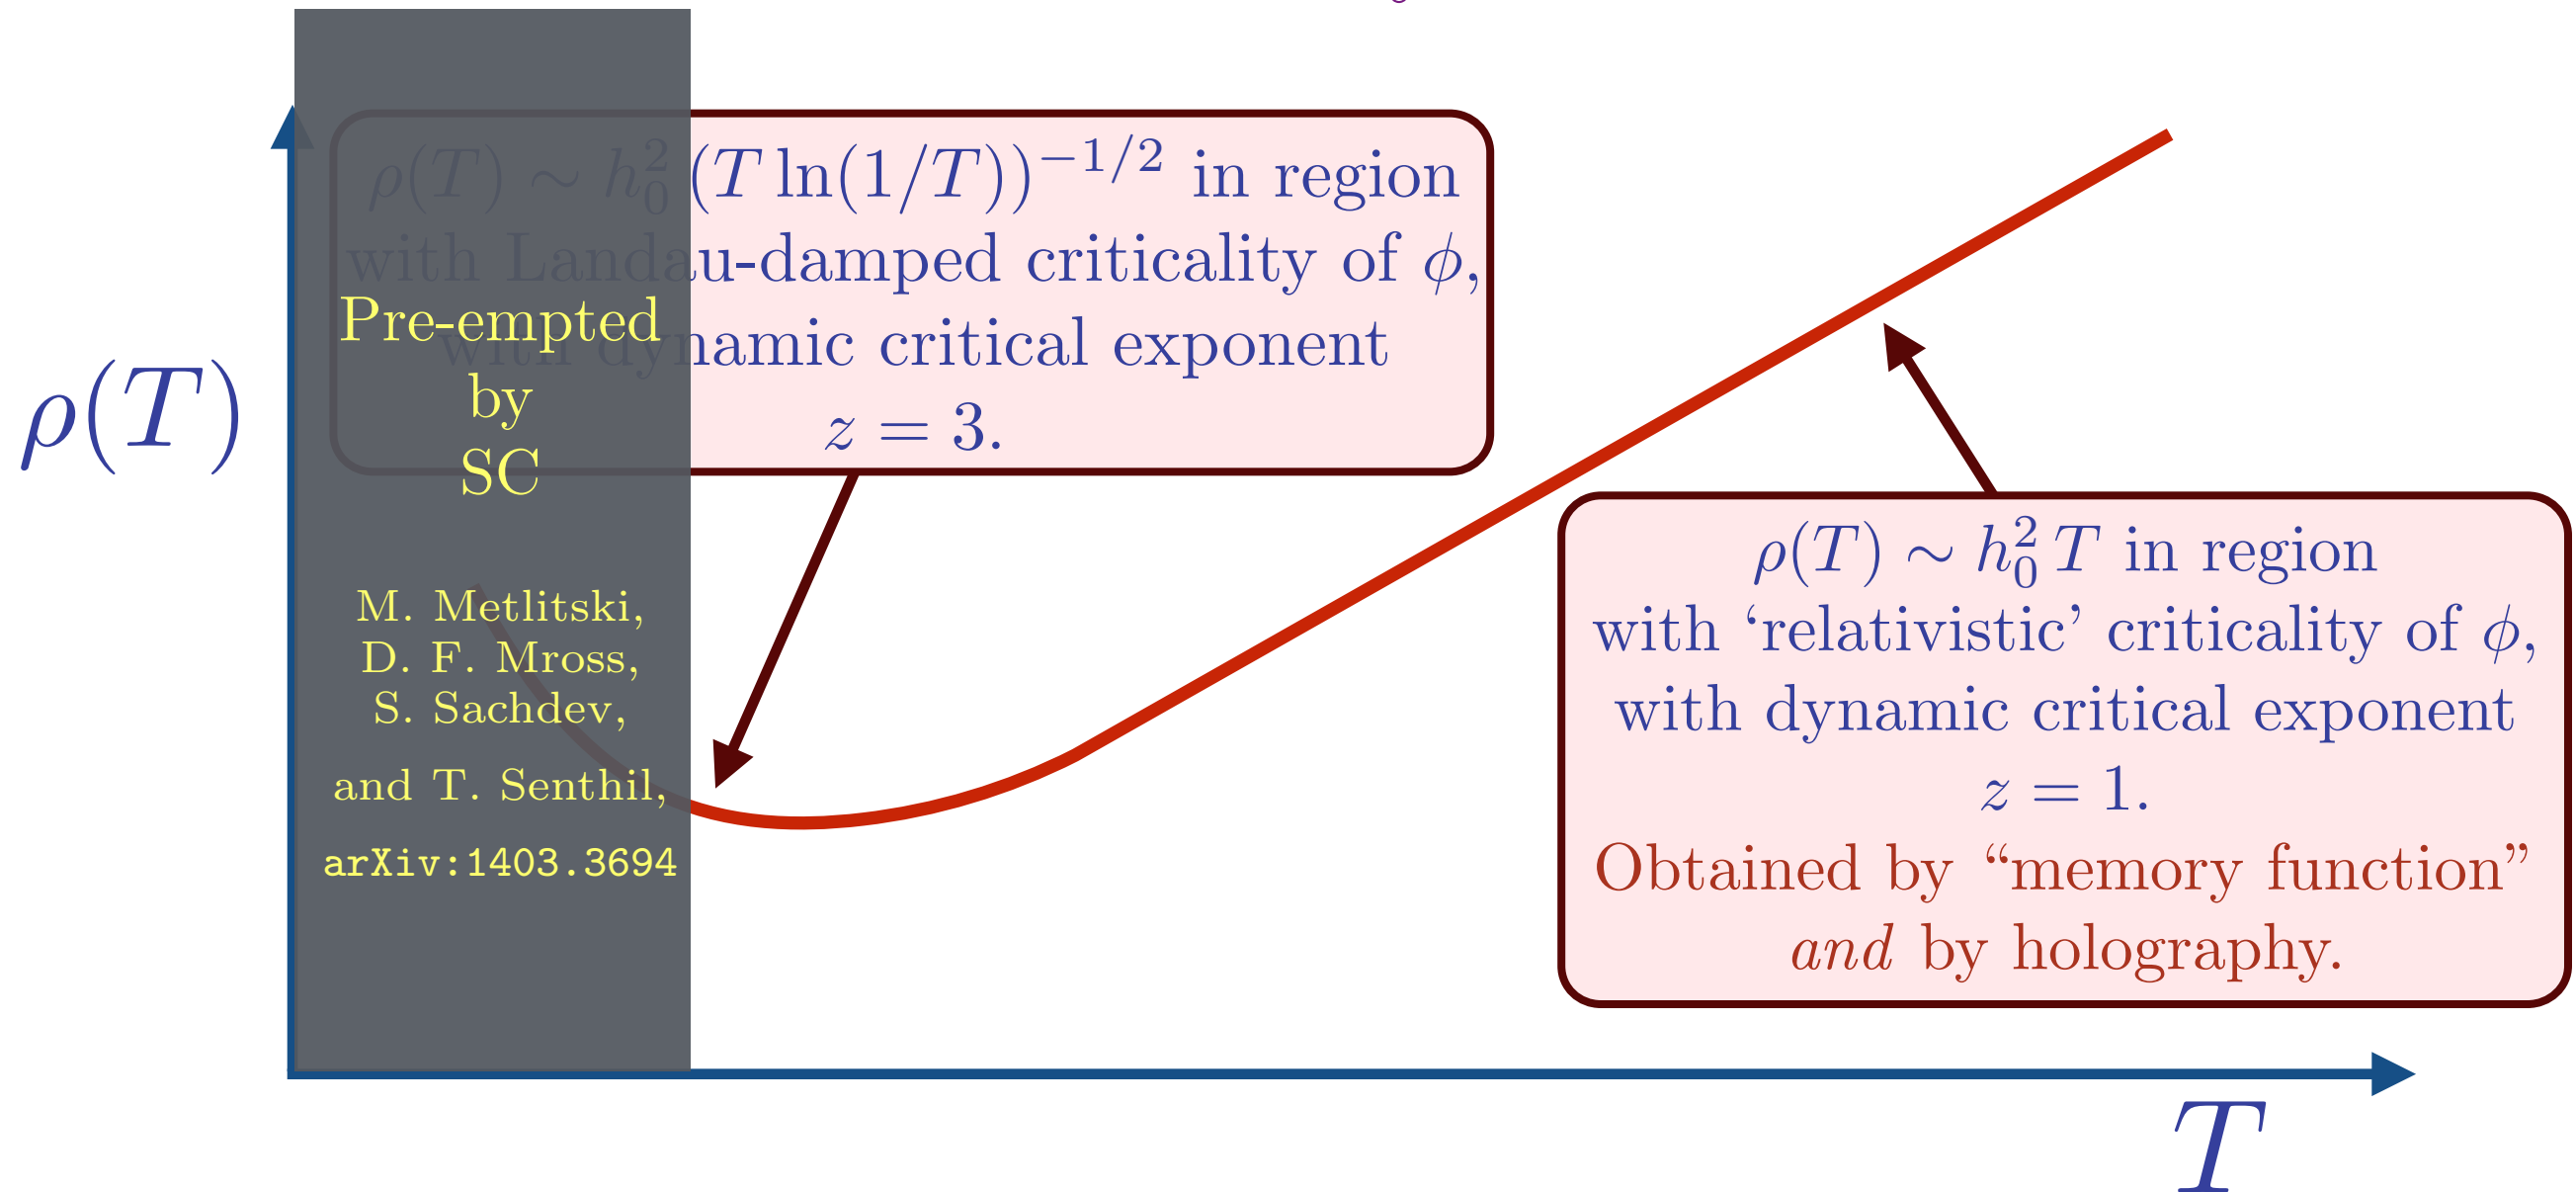 ρ(T) ∼ h₀² (T ln(1/T))^{−1/2} in region
with Landau-damped criticality of ϕ,
with dynamic critical exponent
z = 3.
Pre-empted
by
SC
M. Metlitski,
D. F. Mross,
S. Sachdev,
and T. Senthil,
arXiv:1403.3694
ρ(T)
ρ(T) ∼ h₀² T in region
with ‘relativistic’ criticality of ϕ,
with dynamic critical exponent
z = 1.
Obtained by “memory function”
and by holography.
T